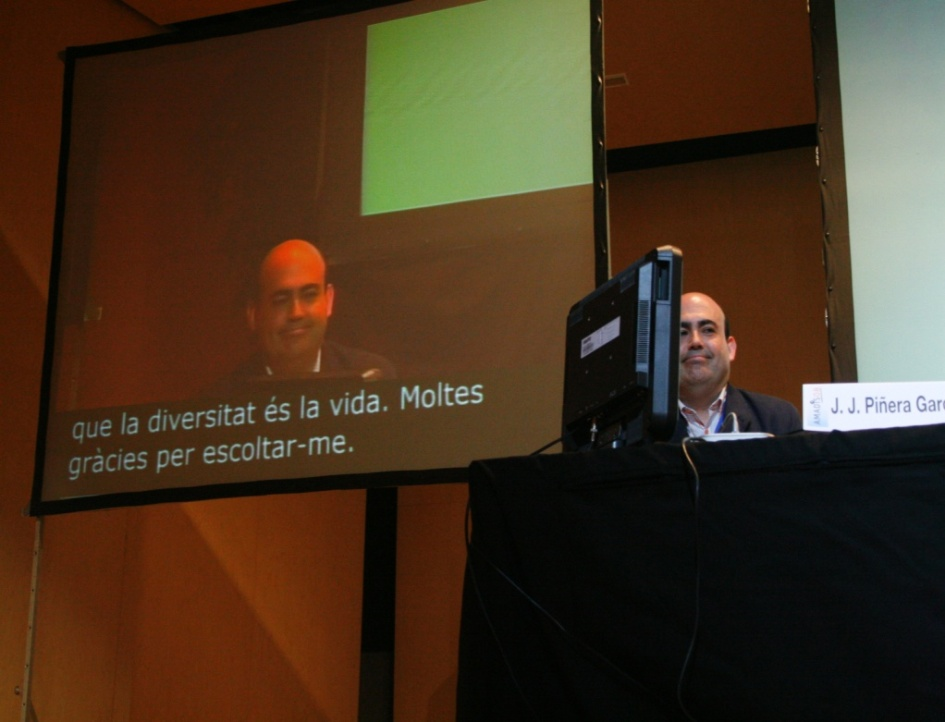 que la diversitat és la vida. Moltes
gràcies per escoltar-me.
J. J. Piñera Garc